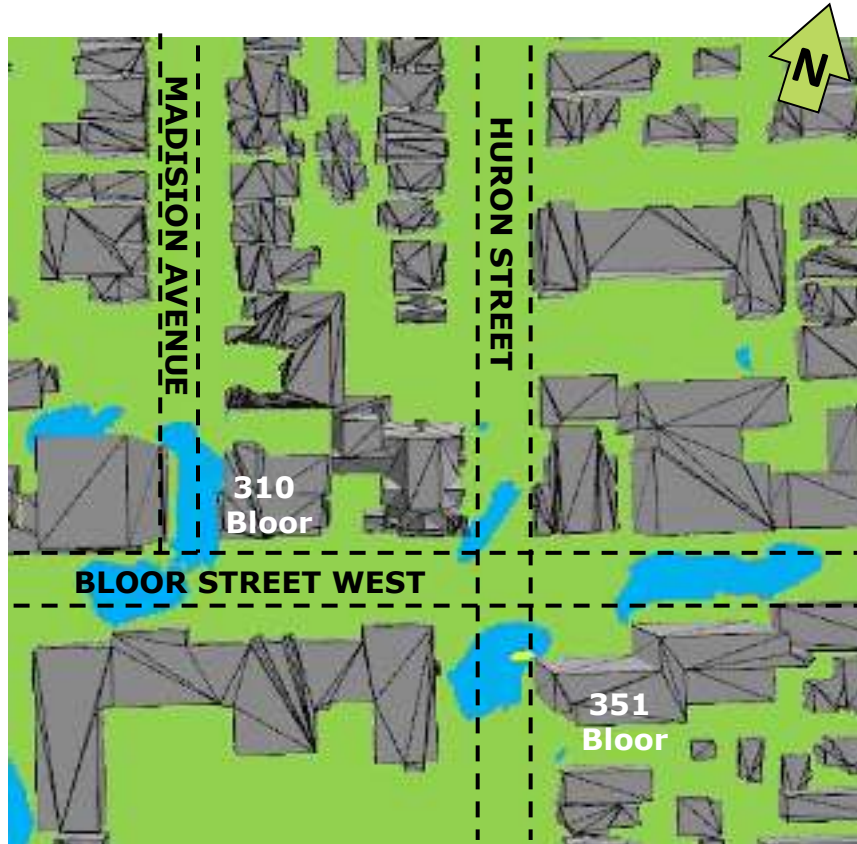 N
MADISION AVENUE
HURON STREET
310
Bloor
BLOOR STREET WEST
351
Bloor